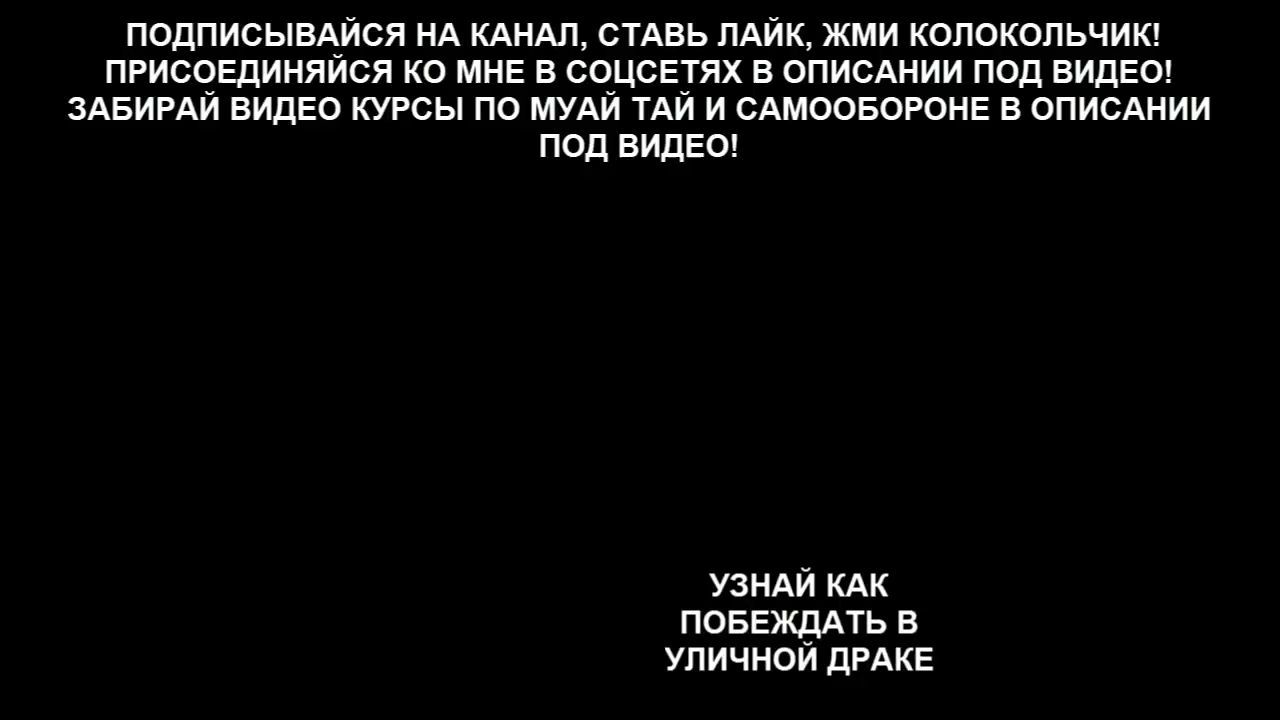 ПОДПИСЫВАЙСЯ НА КАНАЛ, СТАВЬ ЛАЙК, ЖМИ КОЛОКОЛЬЧИК!
ПРИСОЕДИНЯЙСЯ КО МНЕ В СОЦСЕТЯХ В ОПИСАНИИ ПОД ВИДЕО!
ЗАБИРАЙ ВИДЕО КУРСЫ ПО МУАЙ ТАЙ И САМООБОРОНЕ В ОПИСАНИИ
ПОД ВИДЕО!
УЗНАЙ КАК
ПОБЕЖДАТЬ В
УЛИЧНОЙ ДРАКЕ